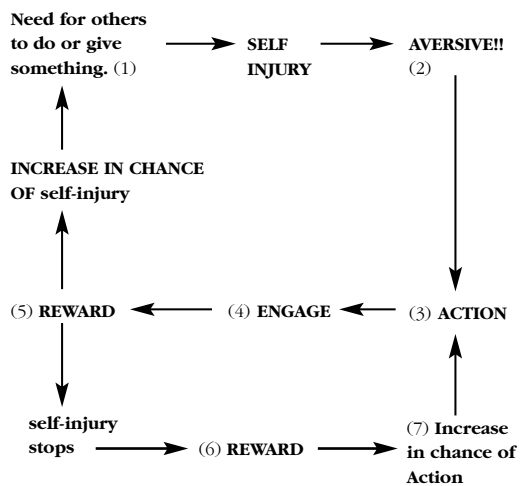 Need for others
to do or give
something. (1)
SELF
INJURY
AVERSIVE!!
(2)
INCREASE IN CHANCE
OF self-injury
(5) REWARD
(4) ENGAGE
(3) ACTION
self-injury
stops
(6) REWARD
(7) Increase
in chance of
Action